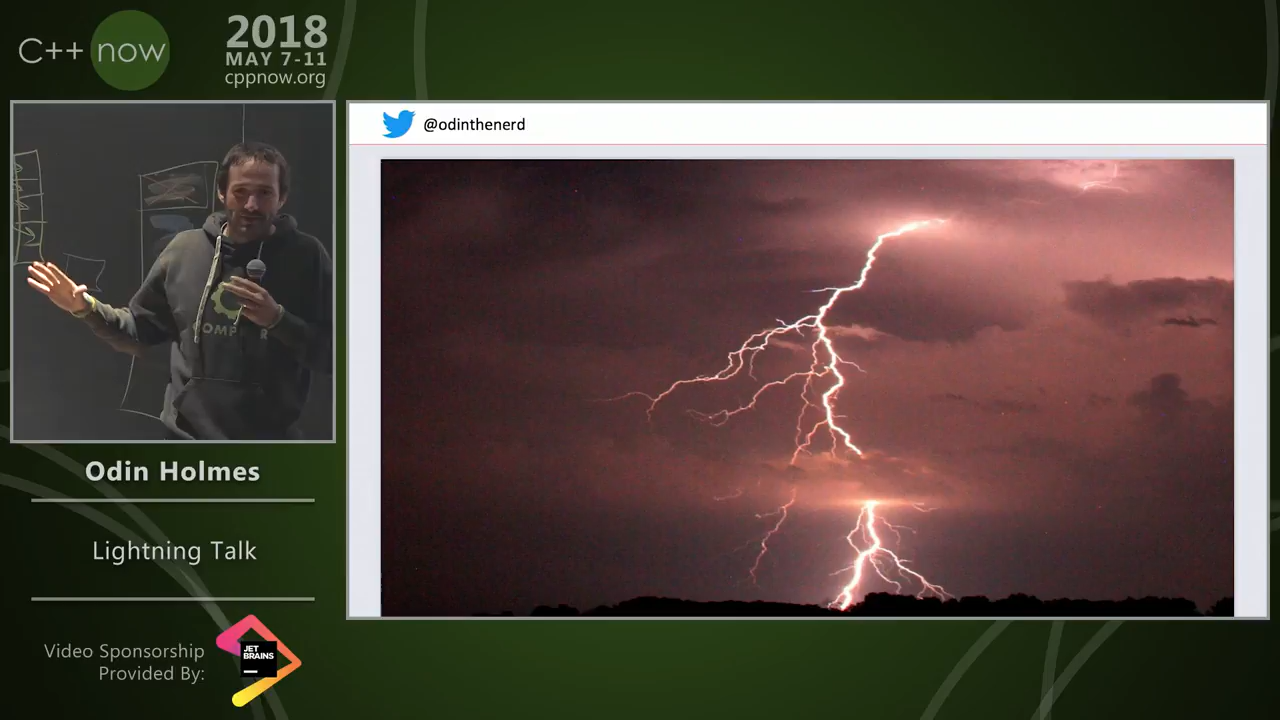 C++ now
2018
MAY 7-11
cppnow.org
@odinthenerd
Odin Holmes
Lightning Talk
Video Sponsorship
Provided By:
JET
BRAINS